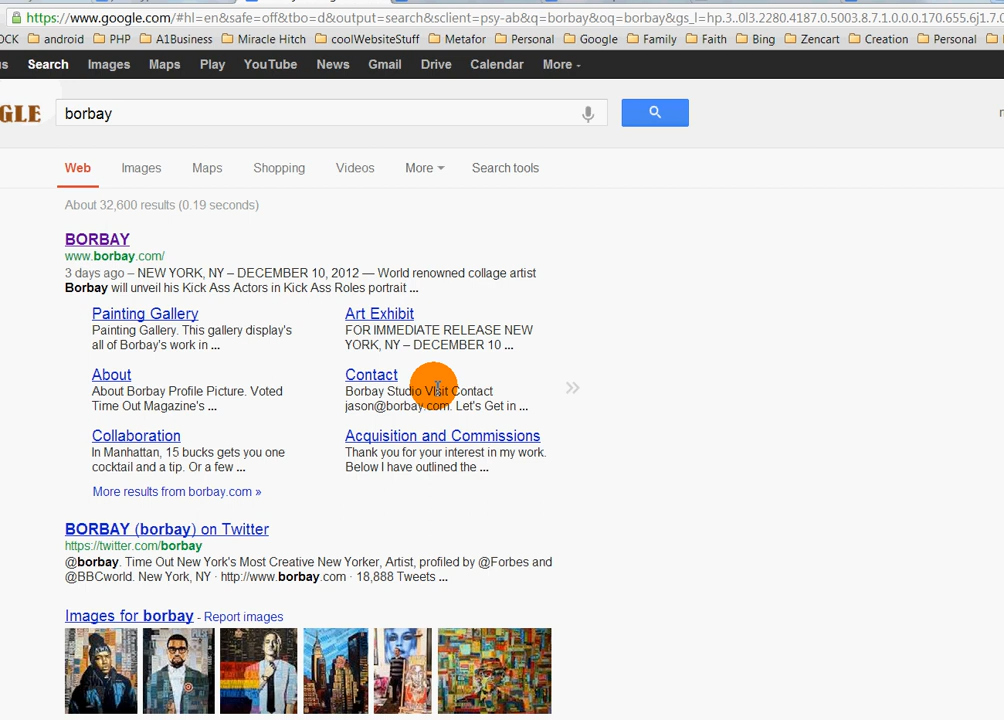 https://www.google.com/#hl=en&safe=off&tbo=d&output=search&sclient=psy-ab&q=borbay&oq=borbay&gs_l=hp.3..0l3.2280.4187.0.5003.8.7.1.0.0.0.170.655.6j1.7.0
OCK android PHP A1Business Miracle Hitch coolWebsiteStuff Metafor Personal Google Family Faith Bing Zencart Creation Personal
s Search Images Maps Play YouTube News Gmail Drive Calendar More
GLE borbay
Web Images Maps Shopping Videos More Search tools
About 32,600 results (0.19 seconds)
BORBAY
www.borbay.com/
3 days ago – NEW YORK, NY – DECEMBER 10, 2012 — World renowned collage artist
Borbay will unveil his Kick Ass Actors in Kick Ass Roles portrait ...
Painting Gallery
Painting Gallery. This gallery display's
all of Borbay's work in ...
Art Exhibit
FOR IMMEDIATE RELEASE NEW
YORK, NY – DECEMBER 10 ...
About
About Borbay Profile Picture. Voted
Time Out Magazine's ...
Contact
Borbay Studio Visit Contact
jason@borbay.com. Let's Get in ...
Collaboration
In Manhattan, 15 bucks gets you one
cocktail and a tip. Or a few ...
Acquisition and Commissions
Thank you for your interest in my work.
Below I have outlined the ...
More results from borbay.com »
BORBAY (borbay) on Twitter
https://twitter.com/borbay
@borbay. Time Out New York's Most Creative New Yorker, Artist, profiled by @Forbes and
@BBCworld. New York, NY · http://www.borbay.com · 18,888 Tweets ...
Images for borbay - Report images